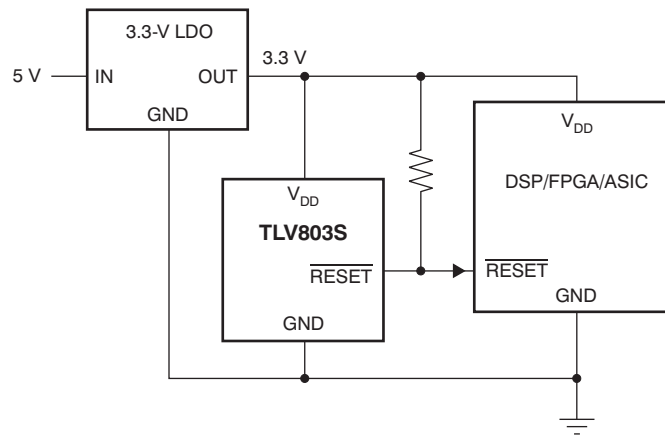 3.3-V LDO
5 V
IN
OUT
3.3 V
GND
V_DD
DSP/FPGA/ASIC
V_DD
TLV803S
RESET
RESET
GND
GND